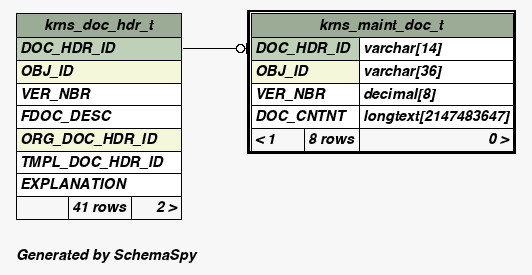 krns_doc_hdr_t
DOC_HDR_ID
OBJ_ID
VER_NBR
FDOC_DESC
ORG_DOC_HDR_ID
TMPL_DOC_HDR_ID
EXPLANATION
41 rows 2 >
krns_maint_doc_t
DOC_HDR_ID varchar[14]
OBJ_ID varchar[36]
VER_NBR decimal[8]
DOC_CNTNT longtext[2147483647]
< 1 8 rows 0 >
Generated by SchemaSpy